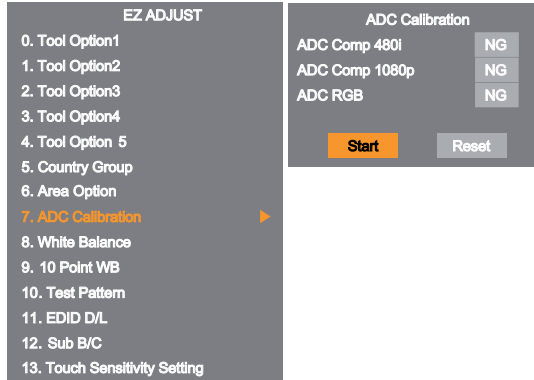 EZ ADJUST
0. Tool Option1
1. Tool Option2
2. Tool Option3
3. Tool Option4
4. Tool Option 5
5. Country Group
6. Area Option
7. ADC Calibration
8. White Balance
9. 10 Point WB
10. Test Pattern
11. EDID D/L
12. Sub B/C
13. Touch Sensitivity Setting
ADC Calibration
ADC Comp 480i NG
ADC Comp 1080p NG
ADC RGB NG
Start Reset